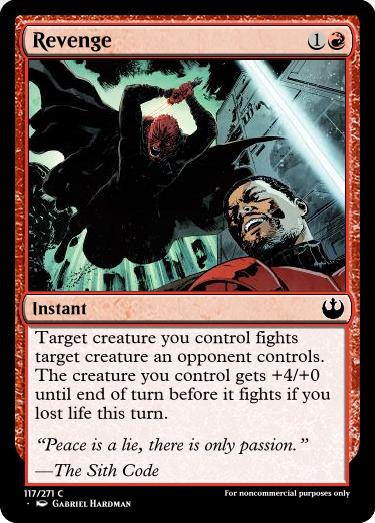 Revenge 1
Instant
Target creature you control fights
target creature an opponent controls.
The creature you control gets +4/+0
until end of turn before it fights if you
lost life this turn.
“Peace is a lie, there is only passion.”
—The Sith Code
117/271 C For noncommercial purposes only
· Gabriel Hardman